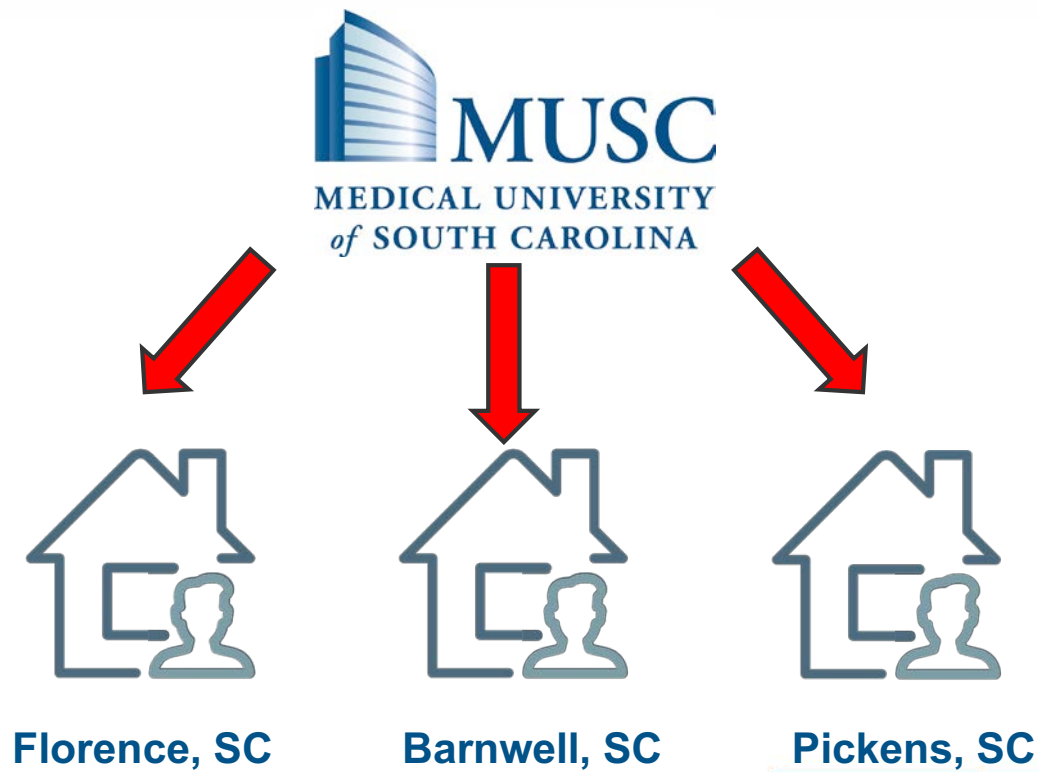 MUSC
MEDICAL UNIVERSITY
of SOUTH CAROLINA
Florence, SC
Barnwell, SC
Pickens, SC